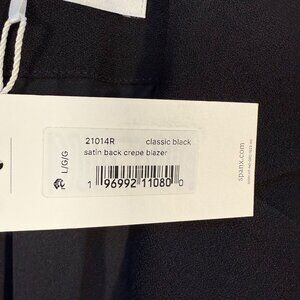 L/G/G
21014R classic black
satin back crepe blazer
1 96992 11080 0
spanx.com